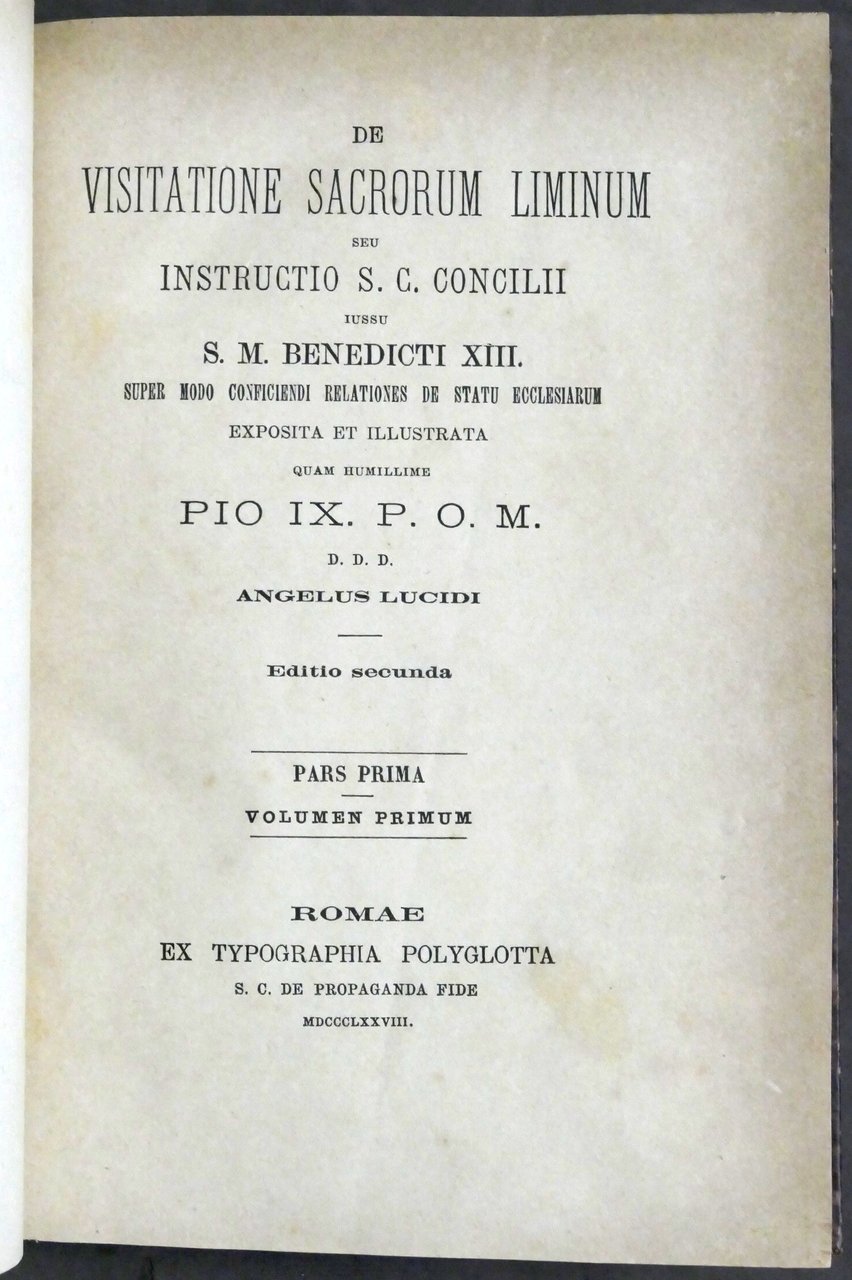 DE
VISITATIONE SACRORUM LIMINUM
SEU
INSTRUCTIO S. C. CONCILII
IUSSU
S. M. BENEDICTI XIII.
SUPER MODO CONFICIENDI RELATIONES DE STATU ECCLESIARUM
EXPOSITA ET ILLUSTRATA
QUAM HUMILLIME
PIO IX. P. O. M.
D. D. D.
ANGELUS LUCIDI
Editio secunda
PARS PRIMA
VOLUMEN PRIMUM
ROMAE
EX TYPOGRAPHIA POLYGLOTTA
S. C. DE PROPAGANDA FIDE
MDCCCLXXVIII.